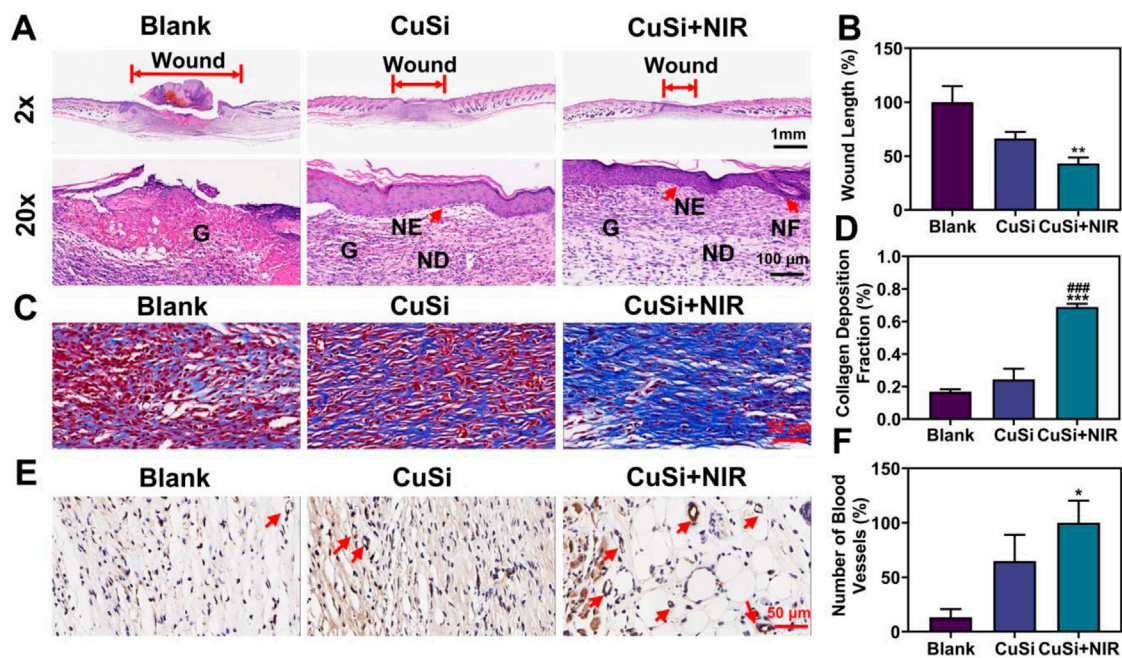 A
Blank
CuSi
CuSi+NIR
2x
Wound
Wound
Wound
1mm
20x
G
G
NE
ND
G
NE
ND
NF
100 μm
B
Wound Length (%)
150
100
50
0
Blank
CuSi
CuSi+NIR
**
C
Blank
CuSi
CuSi+NIR
50 μm
D
Collagen Deposition
Fraction (%)
1.0
0.8
0.6
0.4
0.2
0.0
Blank
CuSi
CuSi+NIR
###
***
E
Blank
CuSi
CuSi+NIR
50 μm
F
Number of Blood
Vessels (%)
150
100
50
0
Blank
CuSi
CuSi+NIR
*